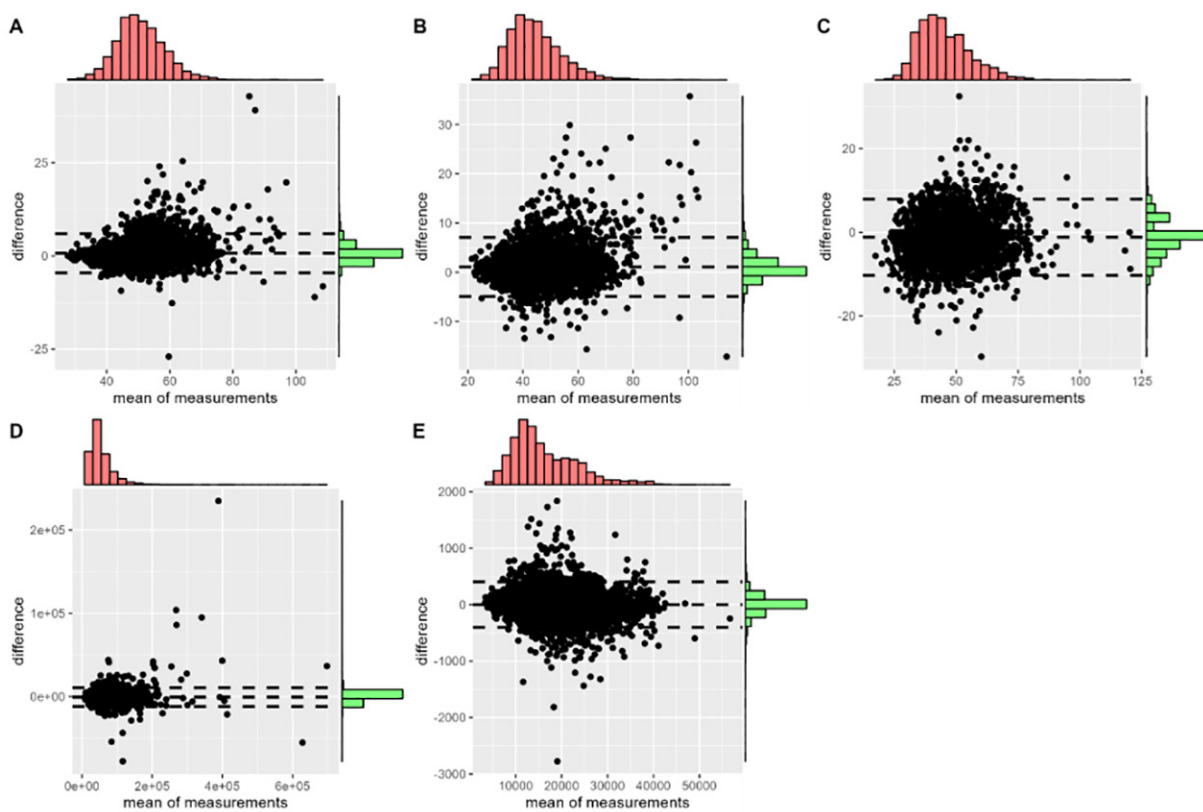 A
B
C
difference
25
0
-25
40
60
80
100
mean of measurements
difference
30
20
10
0
-10
20
40
60
80
100
mean of measurements
difference
20
0
-20
25
50
75
100
125
mean of measurements
D
E
difference
2e+05
1e+05
0e+00
0e+00
2e+05
4e+05
6e+05
mean of measurements
difference
2000
1000
0
-1000
-2000
-3000
10000
20000
30000
40000
50000
mean of measurements